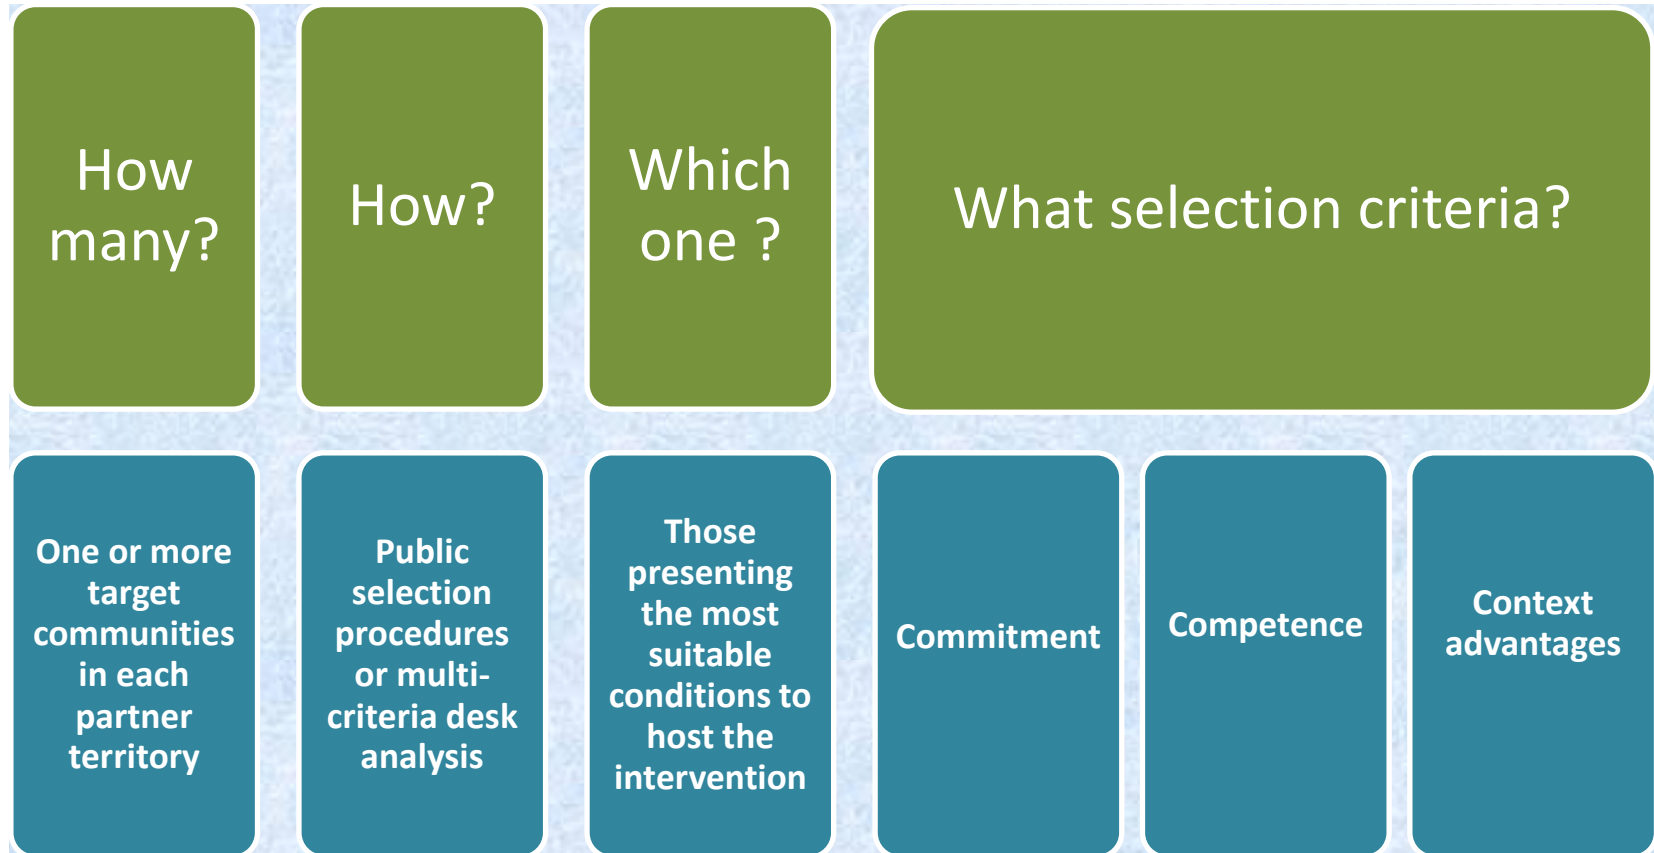 How
many?
How?
Which
one ?
What selection criteria?
One or more
target
communities
in each
partner
territory
Public
selection
procedures
or multi-
criteria desk
analysis
Those
presenting
the most
suitable
conditions to
host the
intervention
Commitment
Competence
Context
advantages